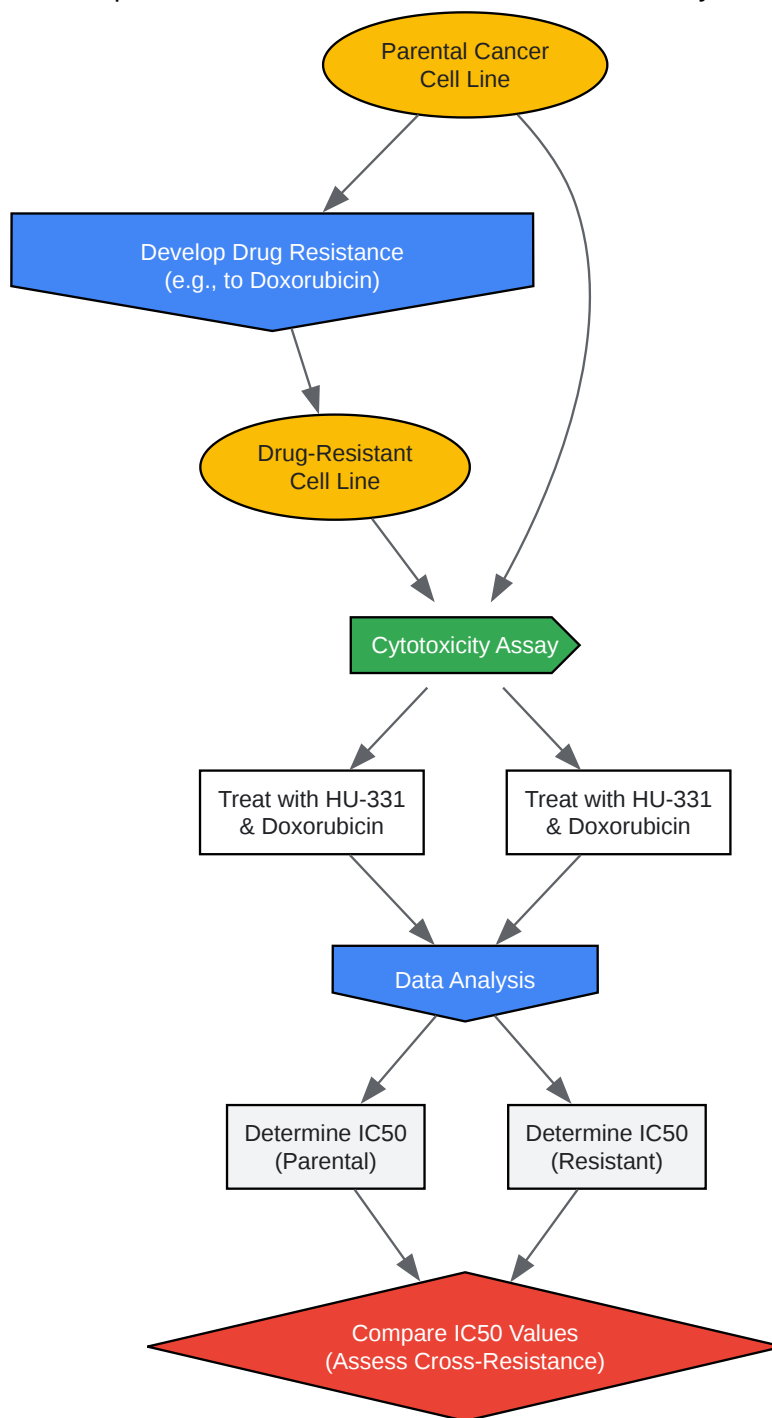 Parental Cancer
Cell Line
Develop Drug Resistance
(e.g., to Doxorubicin)
Drug-Resistant
Cell Line
Cytotoxicity Assay
Treat with HU-331
& Doxorubicin
Treat with HU-331
& Doxorubicin
Data Analysis
Determine IC50
(Parental)
Determine IC50
(Resistant)
Compare IC50 Values
(Assess Cross-Resistance)